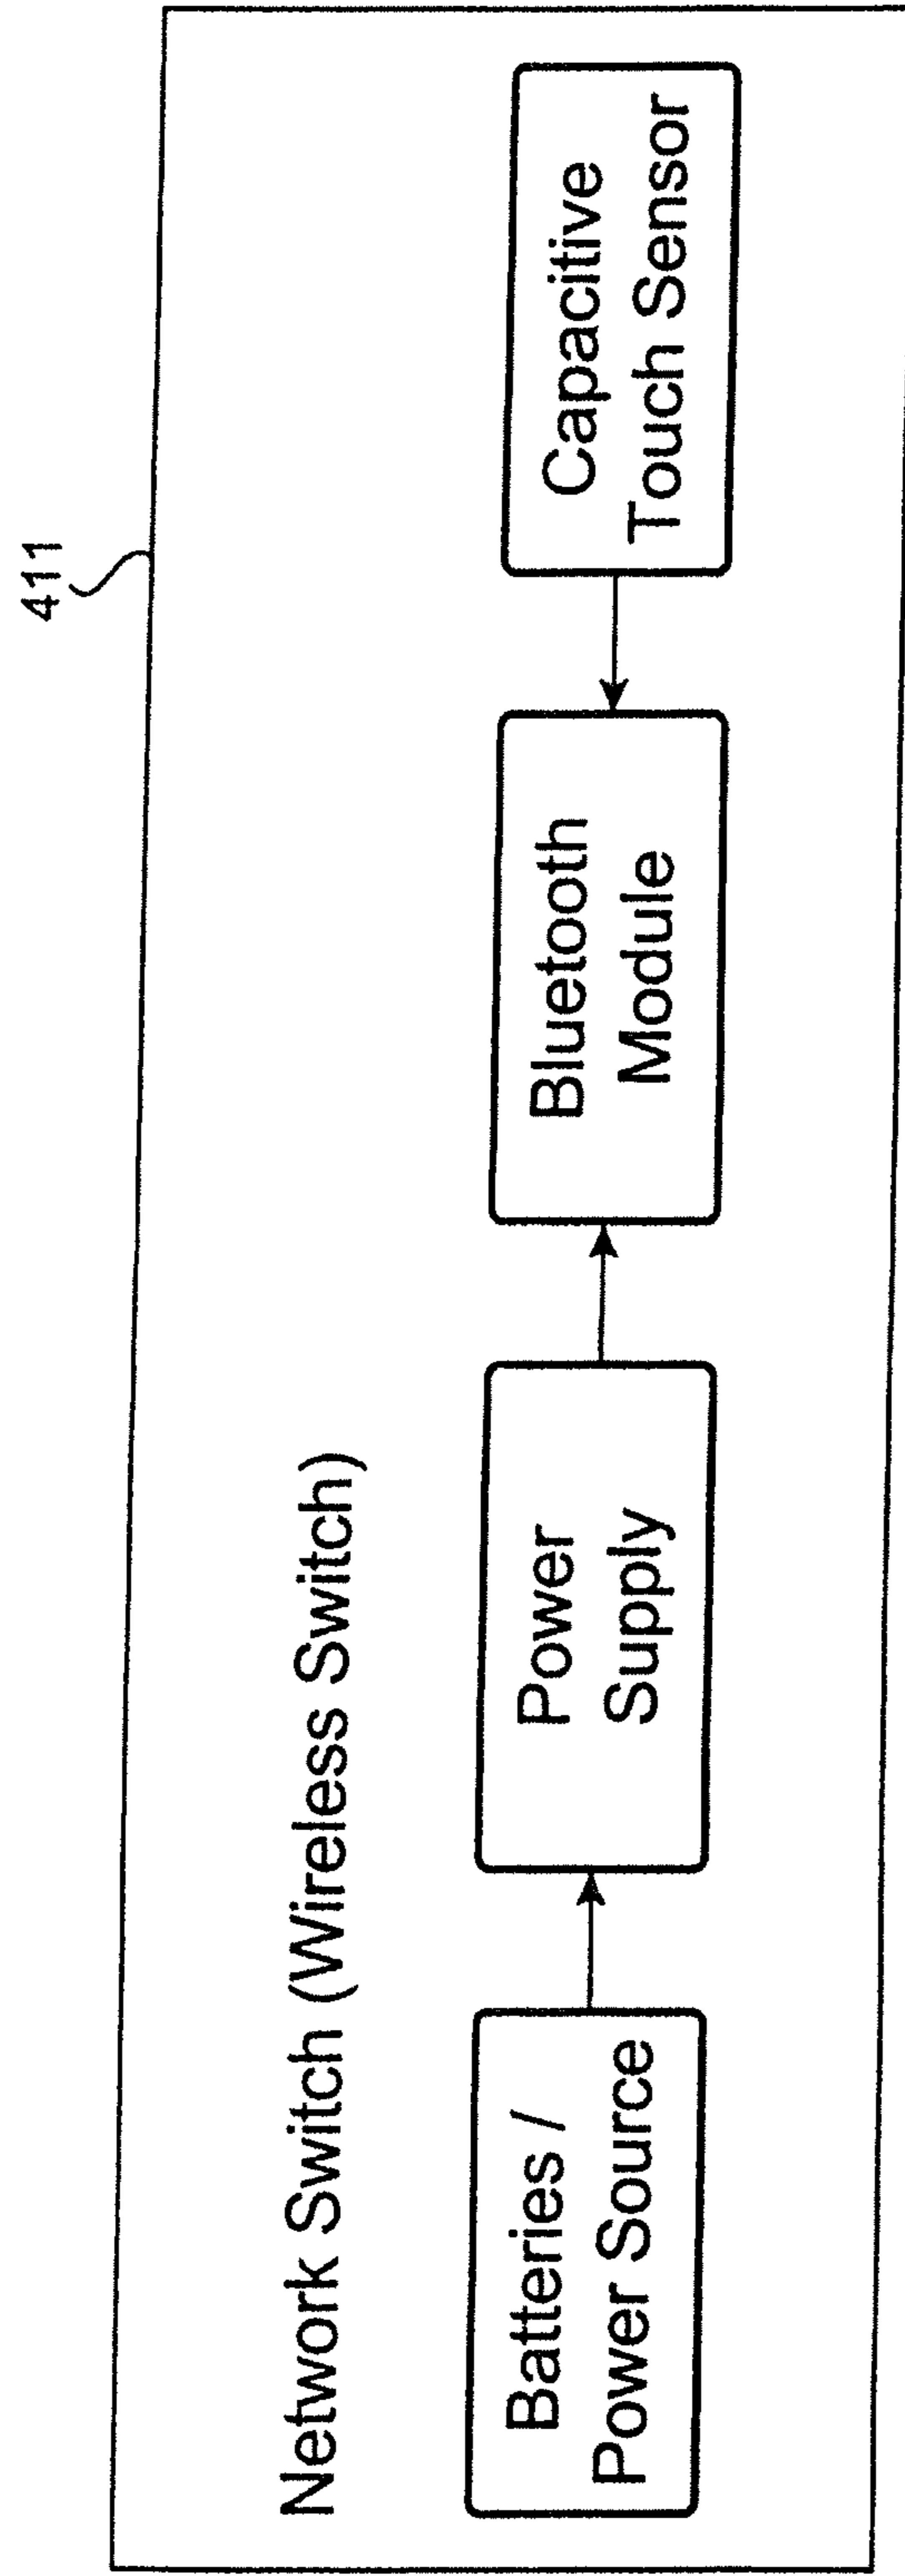 411
Network Switch (Wireless Switch)
Batteries /
Power Source
Power
Supply
Bluetooth
Module
Capacitive
Touch Sensor